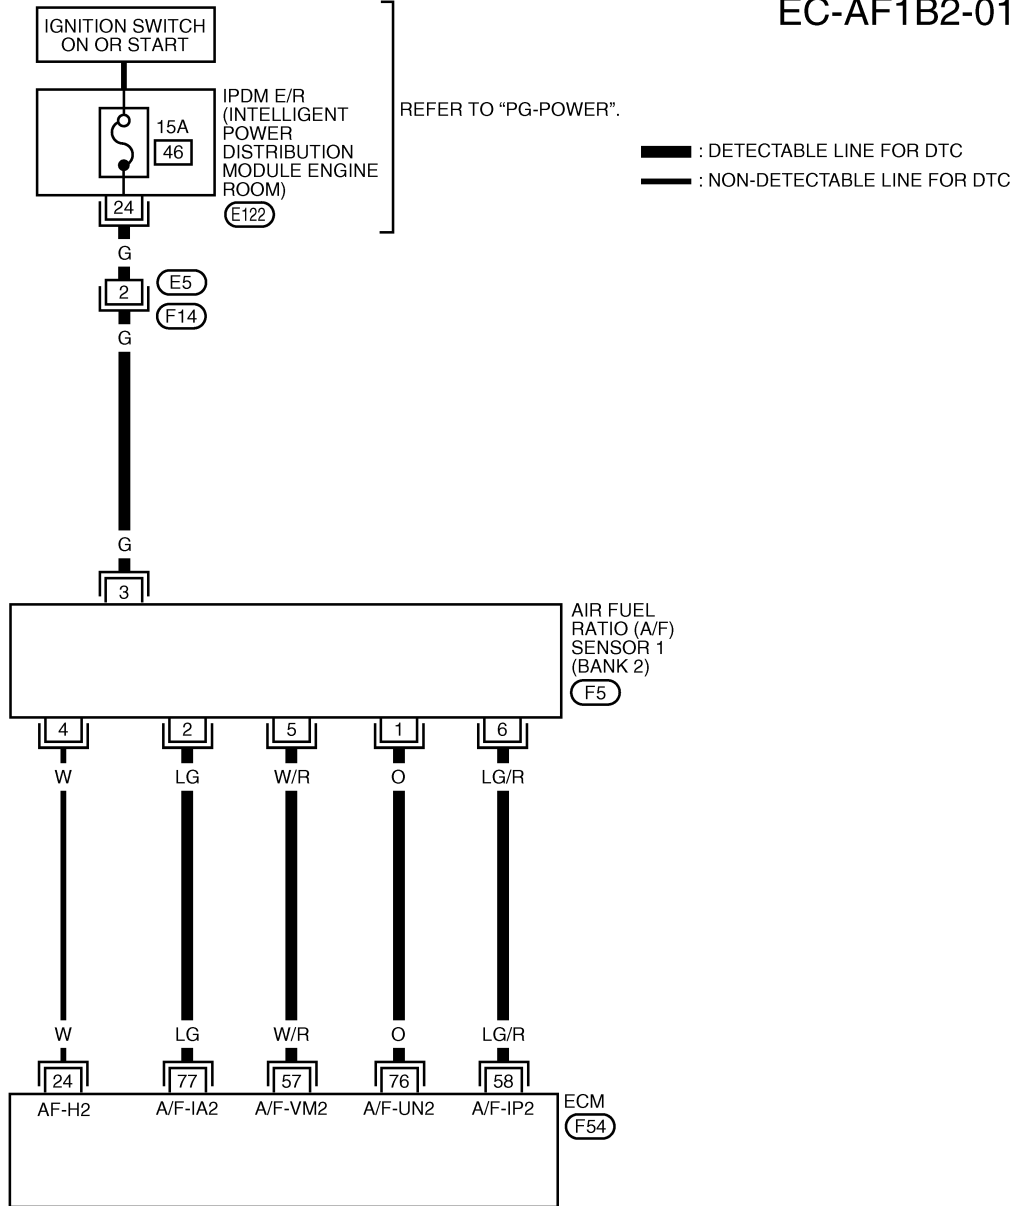 EC-AF1B2-01
IGNITION SWITCH
ON OR START
IPDM E/R
(INTELLIGENT
POWER
DISTRIBUTION
MODULE ENGINE
ROOM)
E122
15A
46
REFER TO “PG-POWER”.
: DETECTABLE LINE FOR DTC
: NON-DETECTABLE LINE FOR DTC
24
G
2
E5
F14
G
G
3
AIR FUEL
RATIO (A/F)
SENSOR 1
(BANK 2)
F5
4 2 5 1 6
W LG W/R O LG/R
W LG W/R O LG/R
24 77 57 76 58
AF-H2 A/F-IA2 A/F-VM2 A/F-UN2 A/F-IP2
ECM
F54